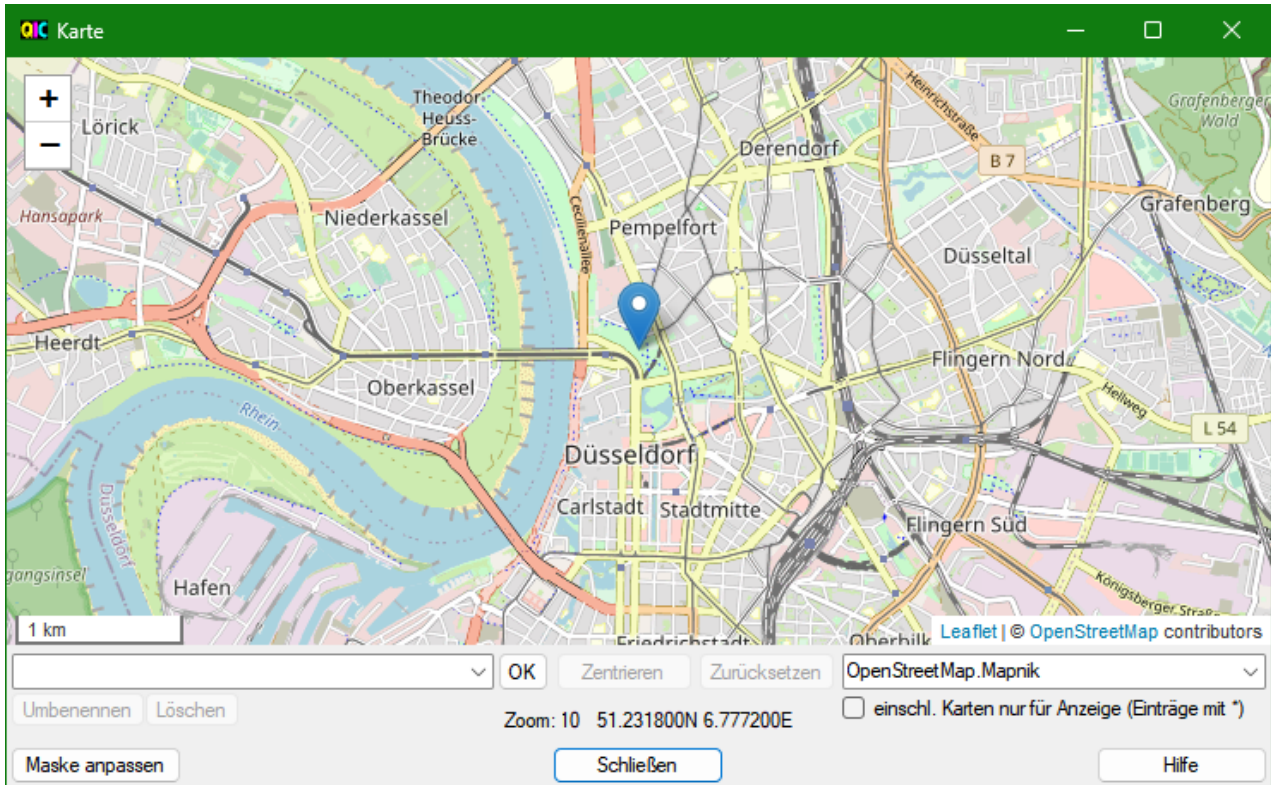 QIC Karte
+
−
Lörick
Theodor-
Heuss-
Brücke
Heinrichstraße
Grafenberger
Wald
Derendorf
B 7
Hansapark
Niederkassel
Cecilienallee
Pempelfort
Grafenberg
Düsseltal
Heerdt
Oberkassel
Flingern Nord
Hellweg
Rhein
L 54
Düsseldorf
Düsseldorf
Carlstadt
Stadtmitte
Flingern Süd
gangsinsel
Hafen
Königsberger Straße
1 km
Friedrichstadt
Oberbilk
Leaflet | © OpenStreetMap contributors
OK
Zentrieren
Zurücksetzen
OpenStreetMap.Mapnik
Umbenennen
Löschen
Zoom: 10 51.231800N 6.777200E
einschl. Karten nur für Anzeige (Einträge mit *)
Maske anpassen
Schließen
Hilfe